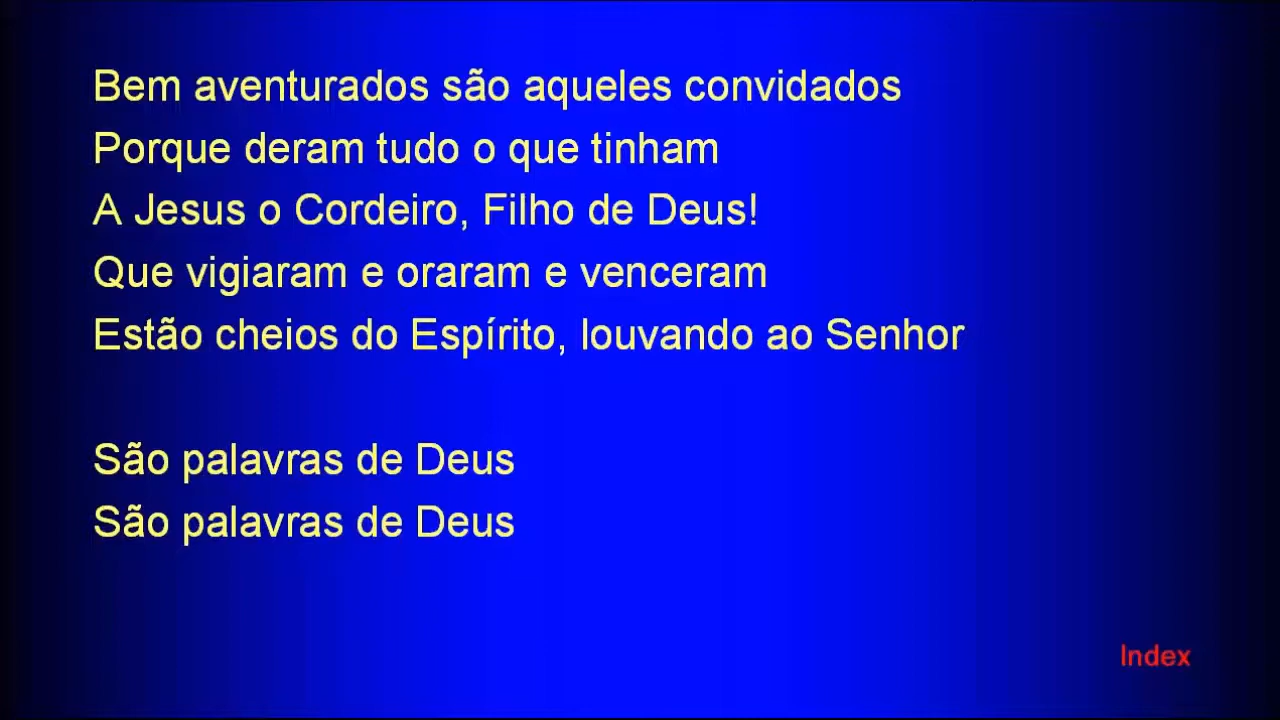 Bem aventurados são aqueles convidados
Porque deram tudo o que tinham
A Jesus o Cordeiro, Filho de Deus!
Que vigiaram e oraram e venceram
Estão cheios do Espírito, louvando ao Senhor
São palavras de Deus
São palavras de Deus
Index